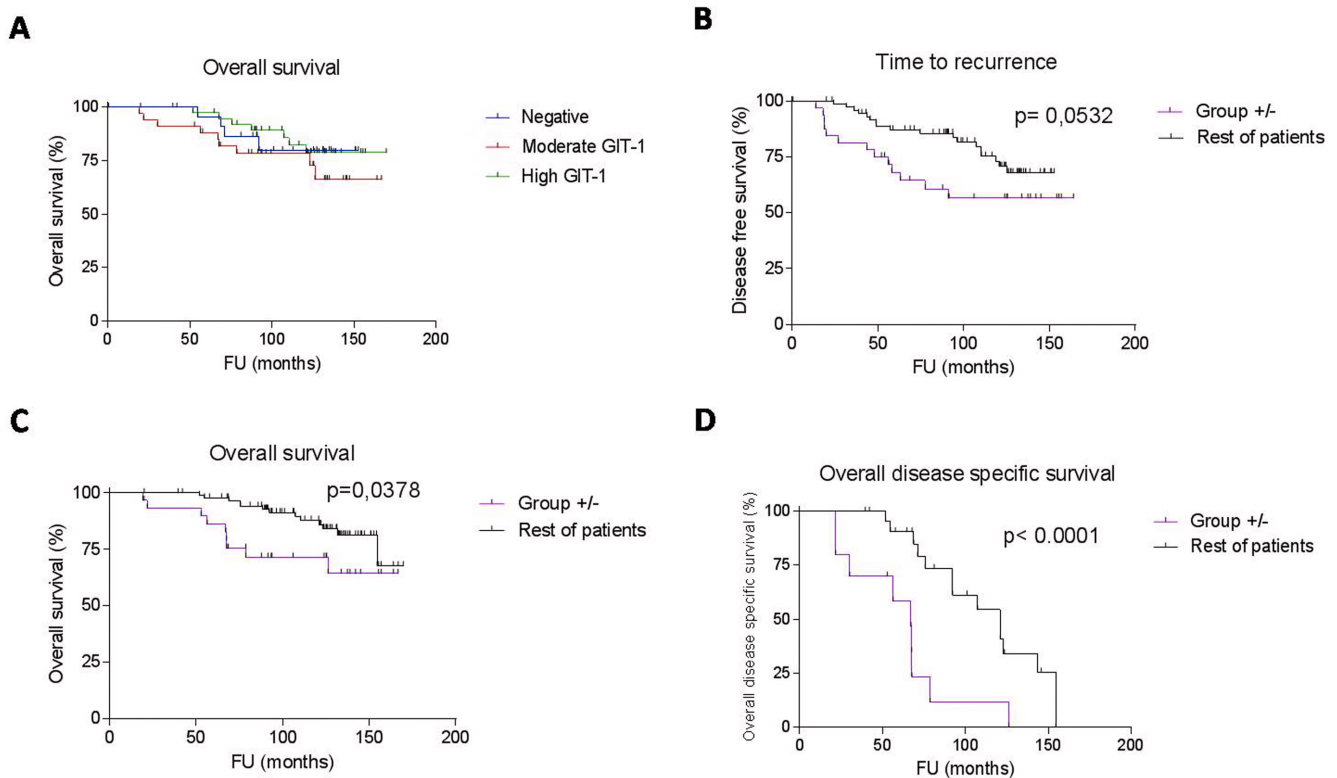 A
Overall survival
Overall survival (%)
100
75
50
25
0
0 50 100 150 200
FU (months)
Negative
Moderate GIT-1
High GIT-1
B
Time to recurrence
p= 0,0532
Disease free survival (%)
100
75
50
25
0
0 50 100 150 200
FU (months)
Group +/-
Rest of patients
C
Overall survival
p=0,0378
Overall survival (%)
100
75
50
25
0
0 50 100 150 200
FU (months)
Group +/-
Rest of patients
D
Overall disease specific survival
p< 0.0001
Overall disease specific survival (%)
100
75
50
25
0
0 50 100 150 200
FU (months)
Group +/-
Rest of patients